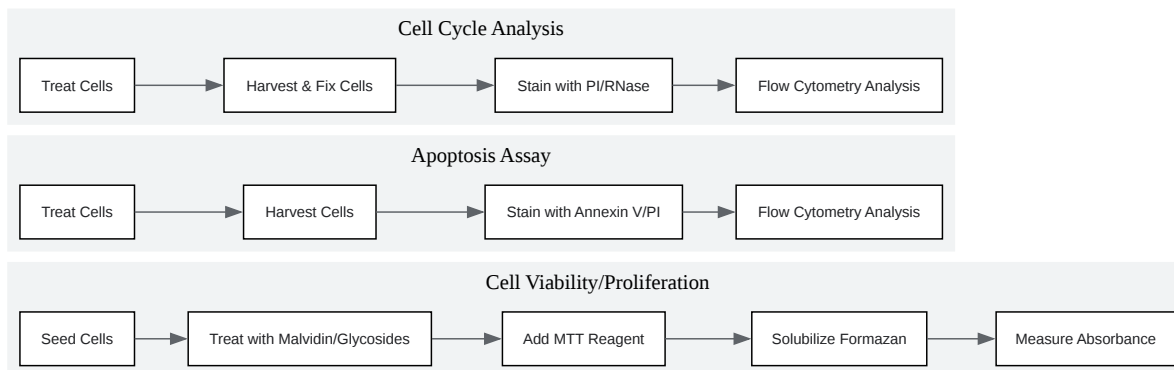 Cell Cycle Analysis
Treat Cells
Harvest & Fix Cells
Stain with PI/RNase
Flow Cytometry Analysis
Apoptosis Assay
Treat Cells
Harvest Cells
Stain with Annexin V/PI
Flow Cytometry Analysis
Cell Viability/Proliferation
Seed Cells
Treat with Malvidin/Glycosides
Add MTT Reagent
Solubilize Formazan
Measure Absorbance